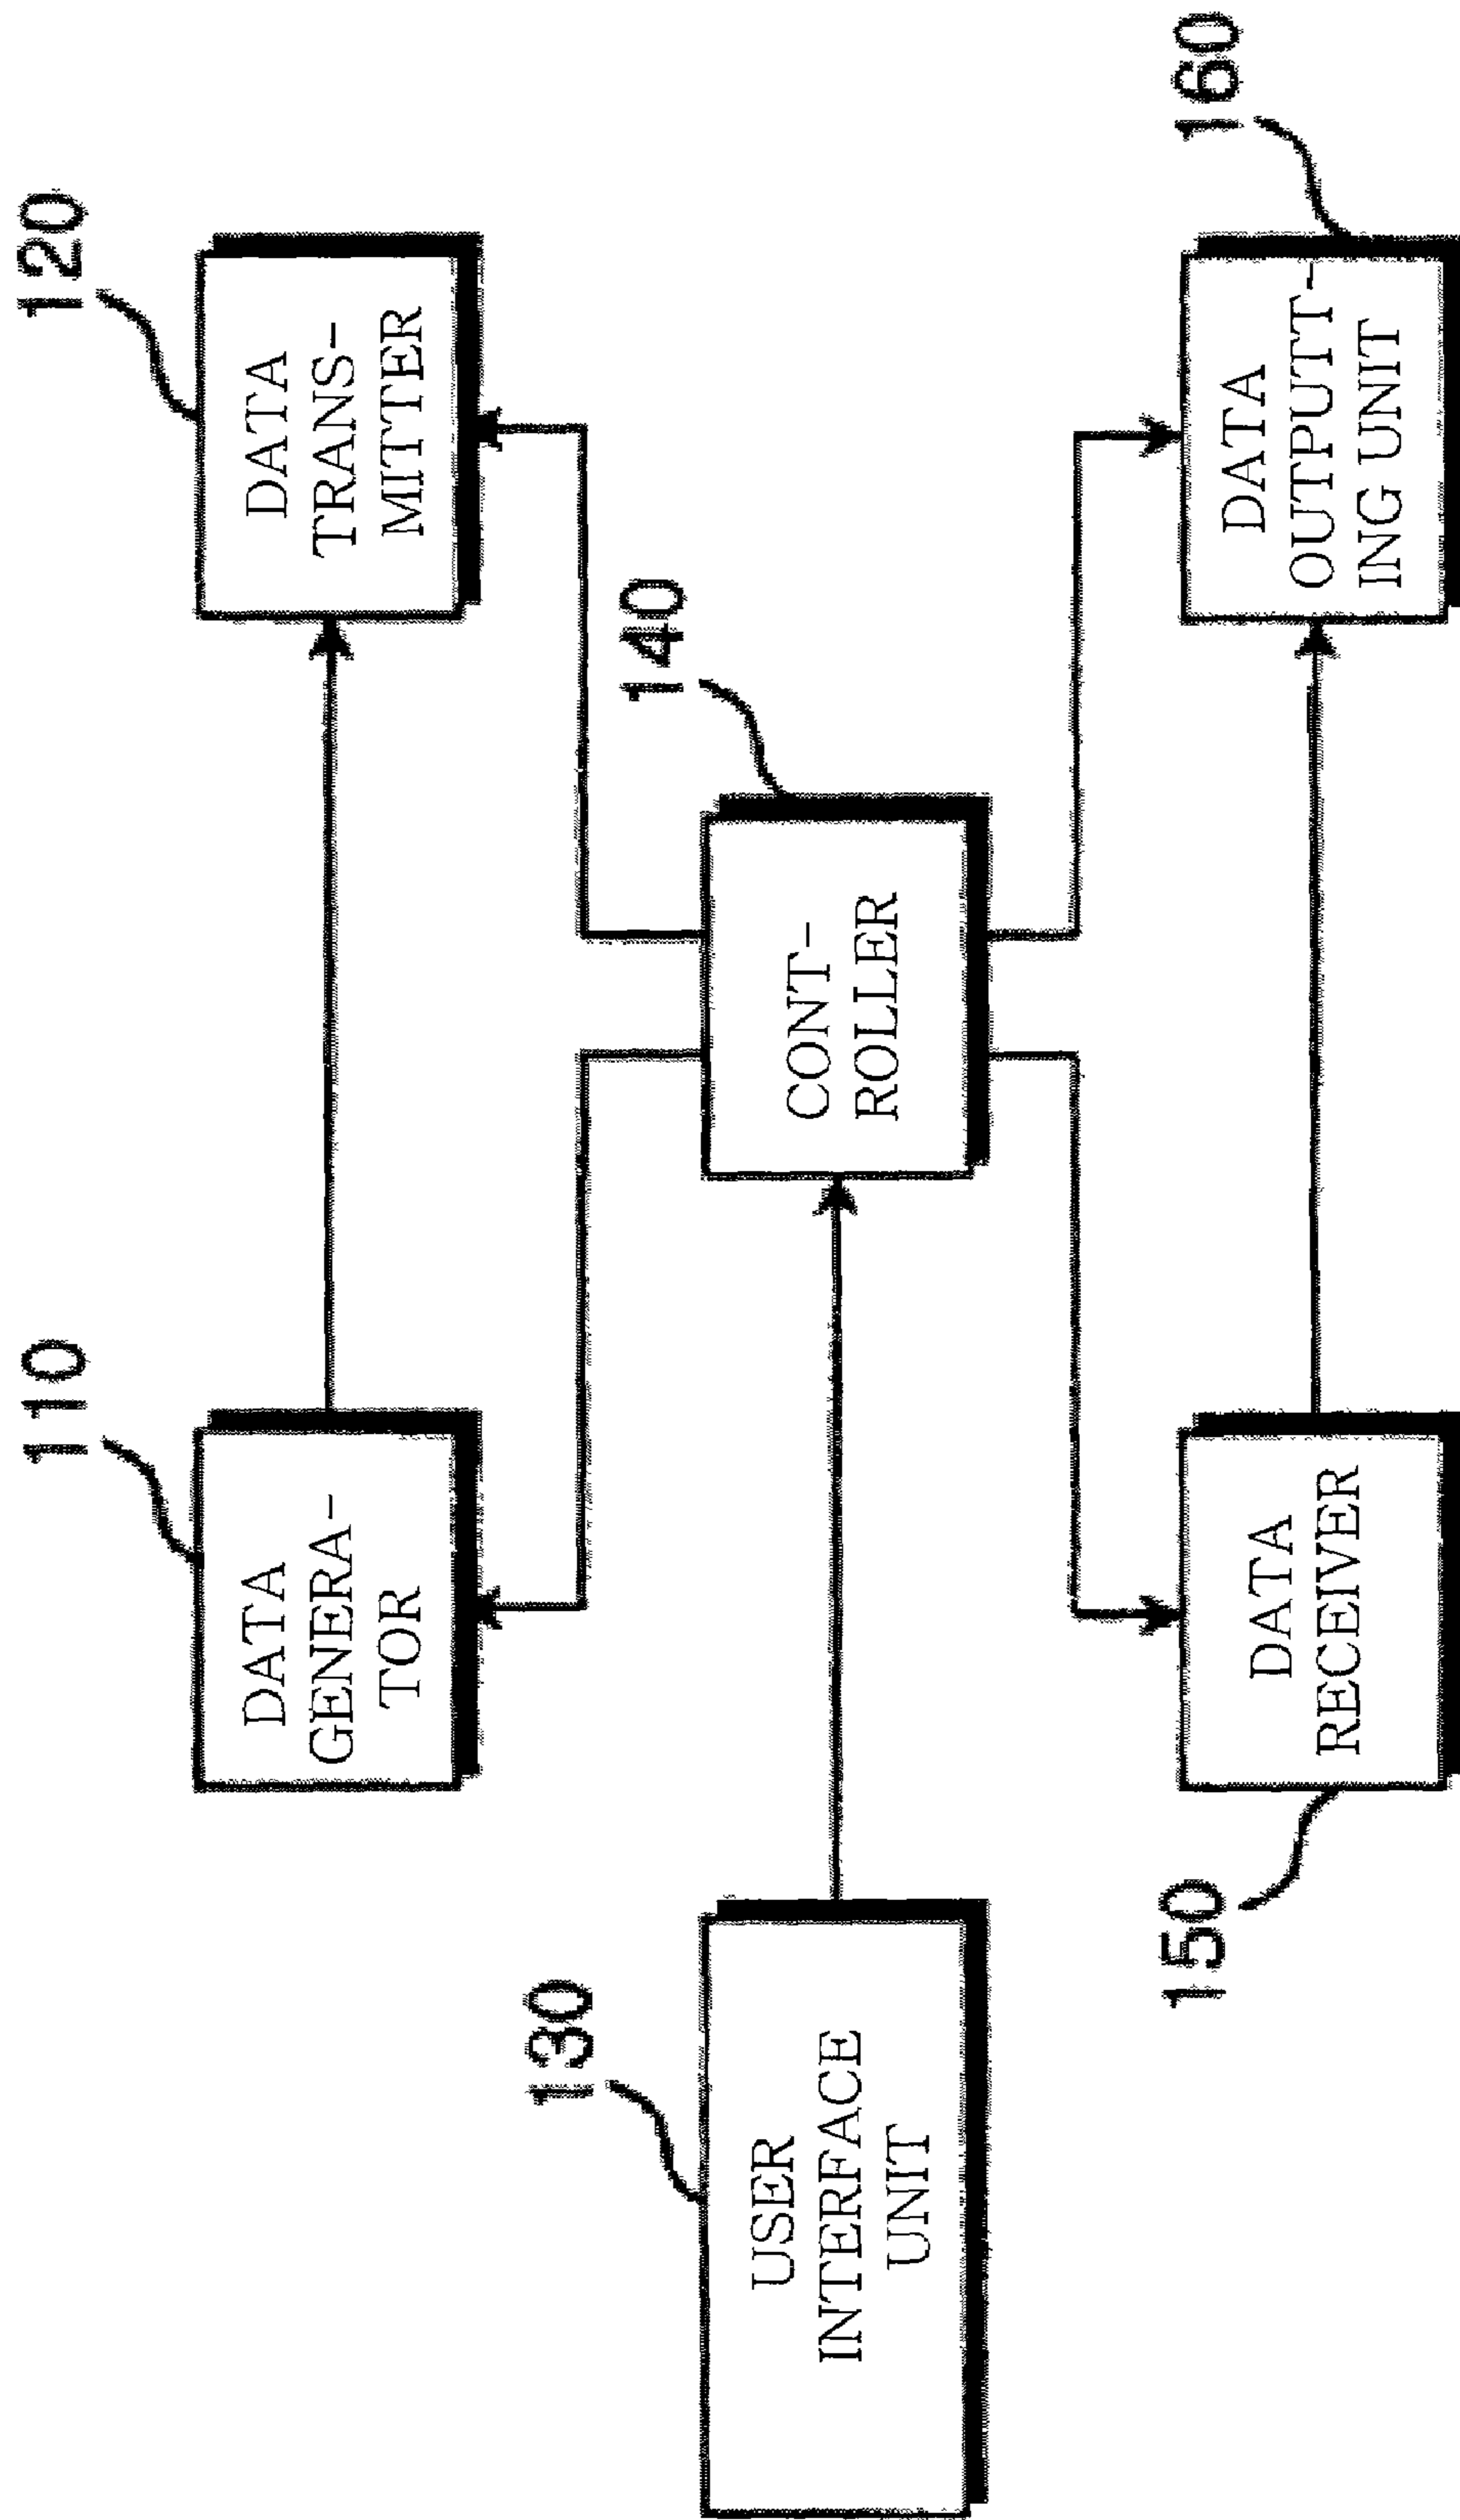 110
DATA
GENERA-
TOR
120
DATA
TRANS-
MITTER
130
USER
INTERFACE
UNIT
140
CONT-
ROLLER
150
DATA
RECEIVER
160
DATA
OUTPUTT-
ING UNIT